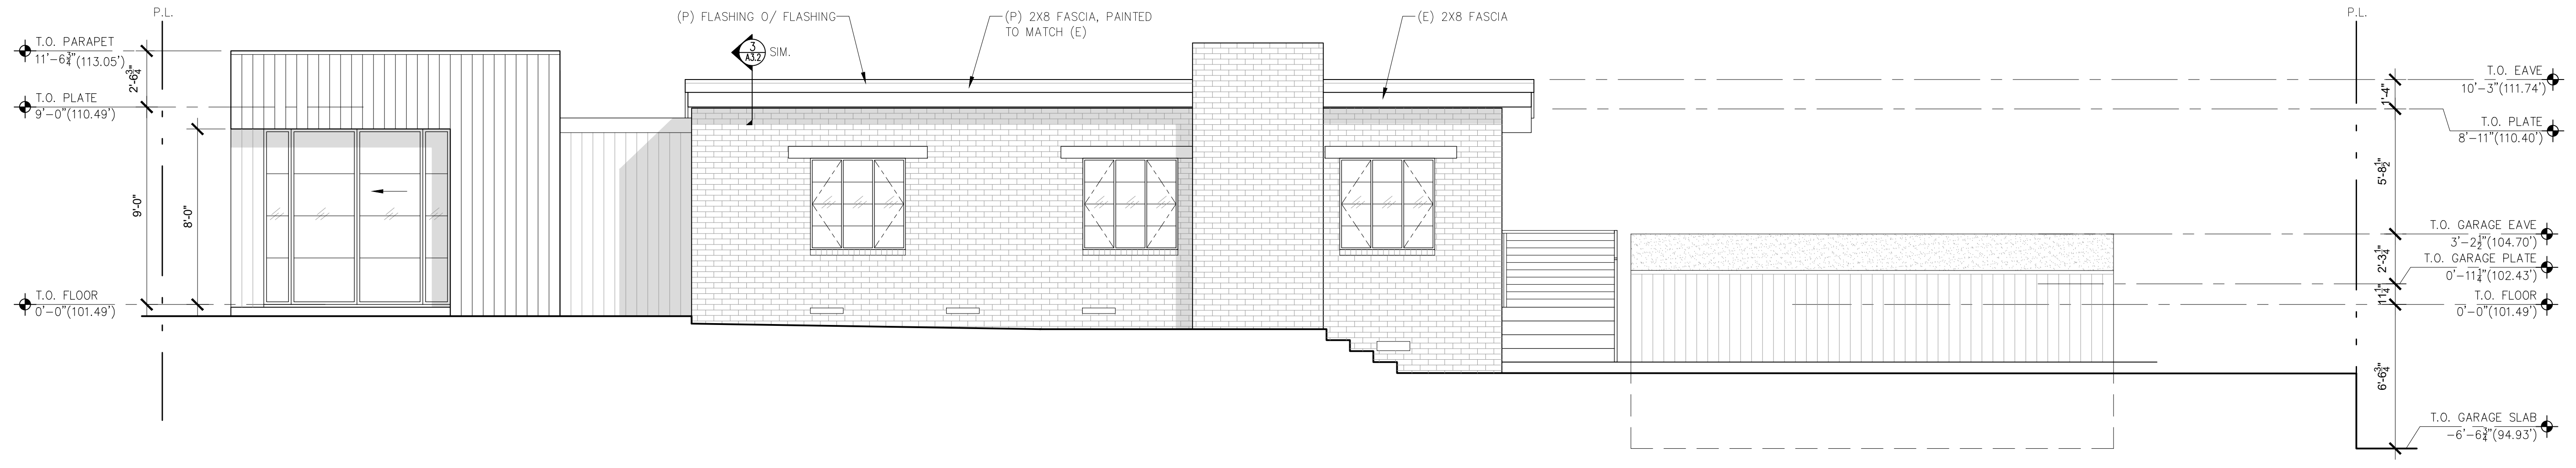 P.L.
T.O. PARAPET
11'-6¾"(113.05')
2'-6¾"
T.O. PLATE
9'-0"(110.49')
9'-0"
8'-0"
T.O. FLOOR
0'-0"(101.49')
(P) FLASHING O/ FLASHING
3
A3.2
SIM.
(P) 2X8 FASCIA, PAINTED
TO MATCH (E)
(E) 2X8 FASCIA
P.L.
T.O. EAVE
10'-3"(111.74')
1'-4"
T.O. PLATE
8'-11"(110.40')
5'-8½"
T.O. GARAGE EAVE
3'-2½"(104.70')
2'-3¼"
T.O. GARAGE PLATE
0'-11¼"(102.43')
11¼"
T.O. FLOOR
0'-0"(101.49')
6'-6¾"
T.O. GARAGE SLAB
-6'-6¾"(94.93')